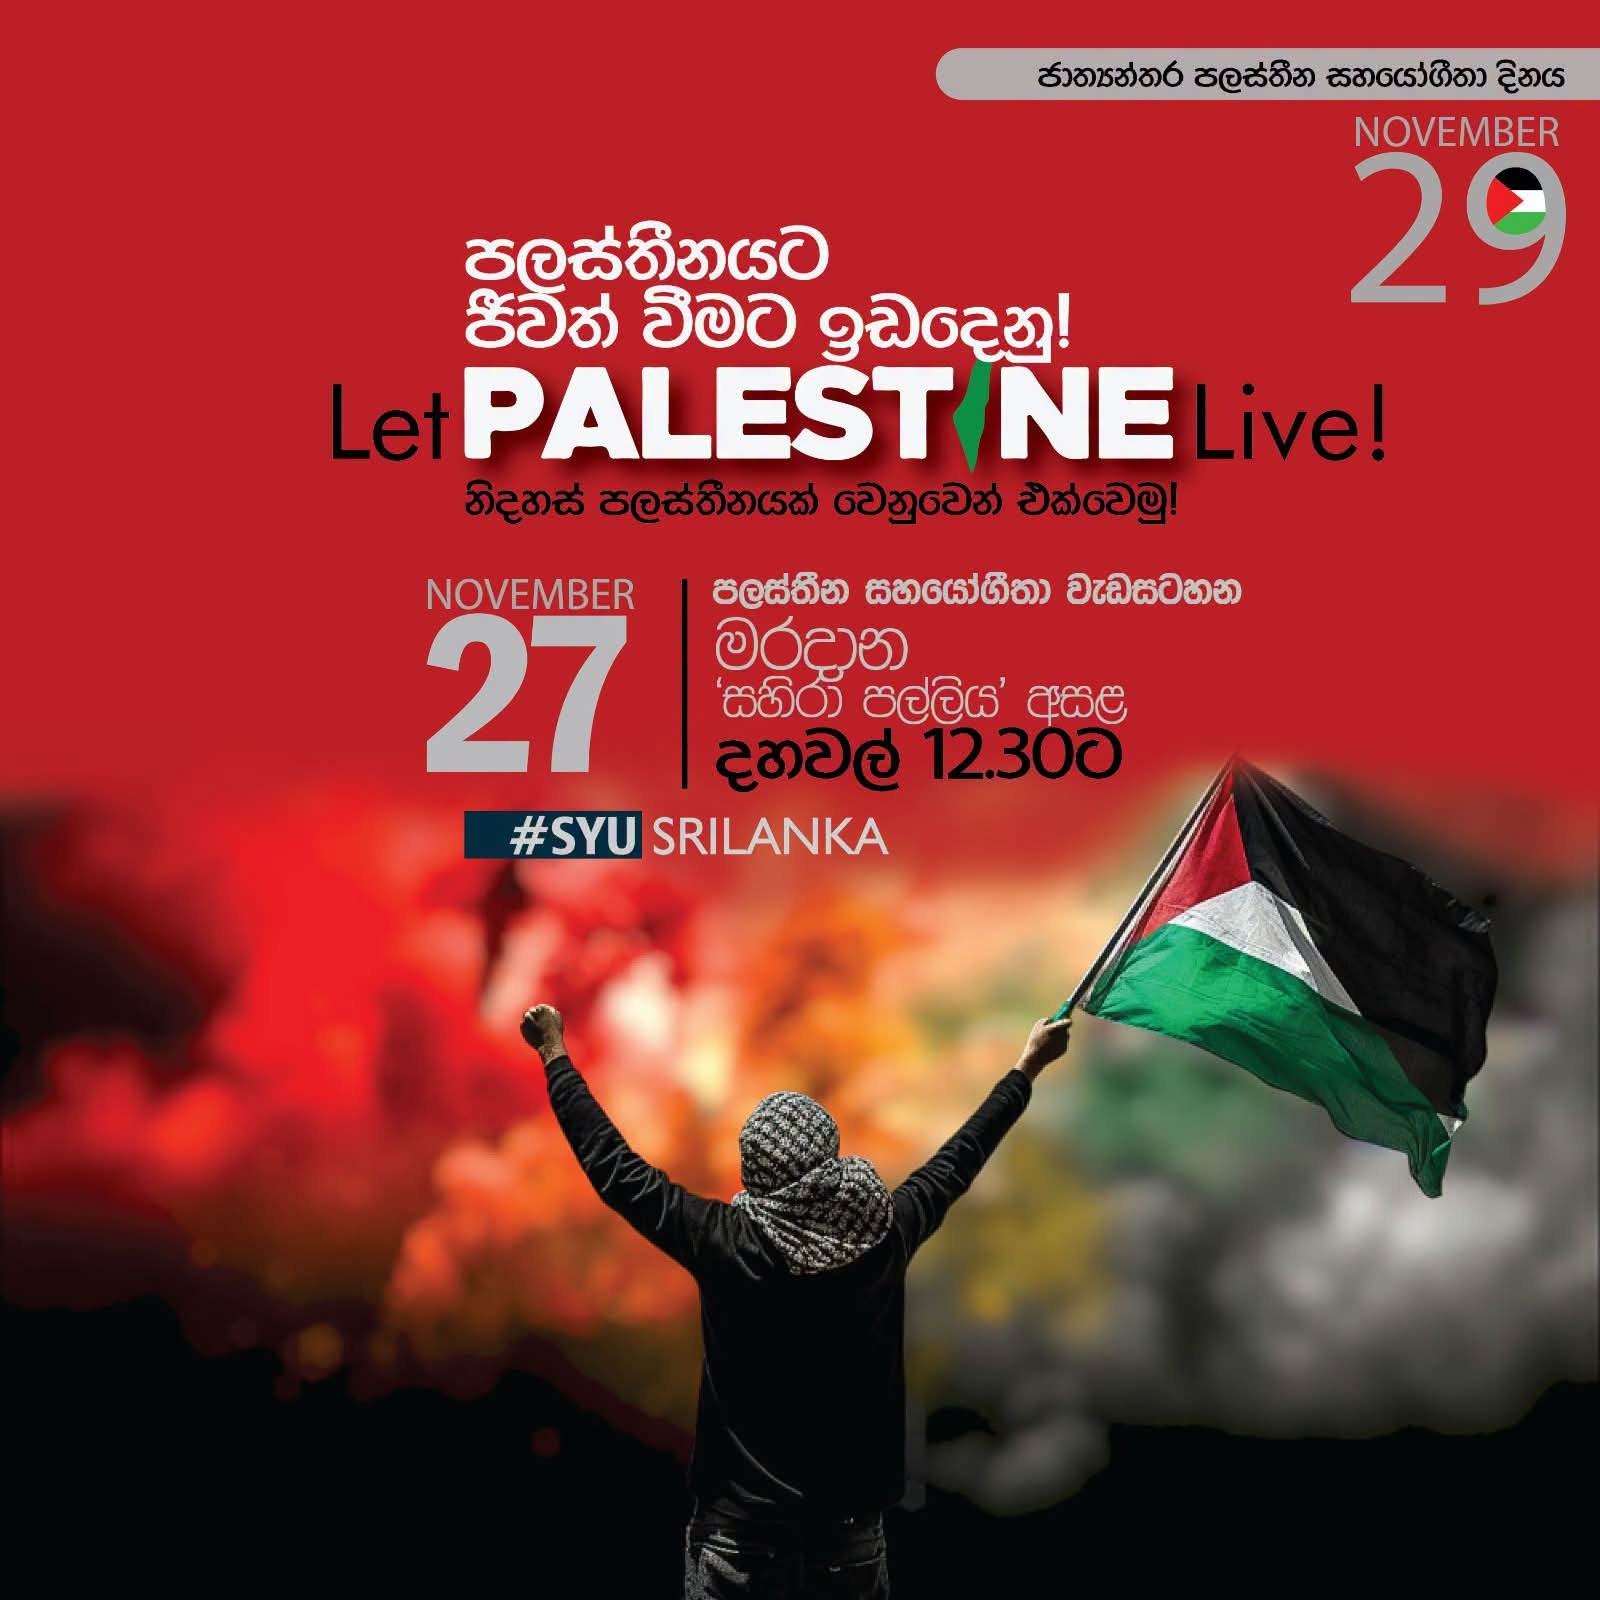 ජාත්‍යන්තර පලස්තීන සහයෝගීතා දිනය
NOVEMBER
29
පලස්තීනයට
ජීවත් වීමට ඉඩදෙනු!
Let PALESTINE Live!
නිදහස් පලස්තීනයක් වෙනුවෙන් එක්වෙමු!
NOVEMBER
27
පලස්තීන සහයෝගීතා වැඩසටහන
මරදාන
‘සහිරා පල්ලිය’ අසළ
දහවල් 12.30ට
#SYU SRILANKA